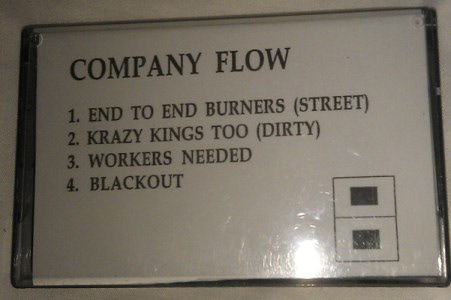 COMPANY FLOW
1. END TO END BURNERS (STREET)
2. KRAZY KINGS TOO (DIRTY)
3. WORKERS NEEDED
4. BLACKOUT